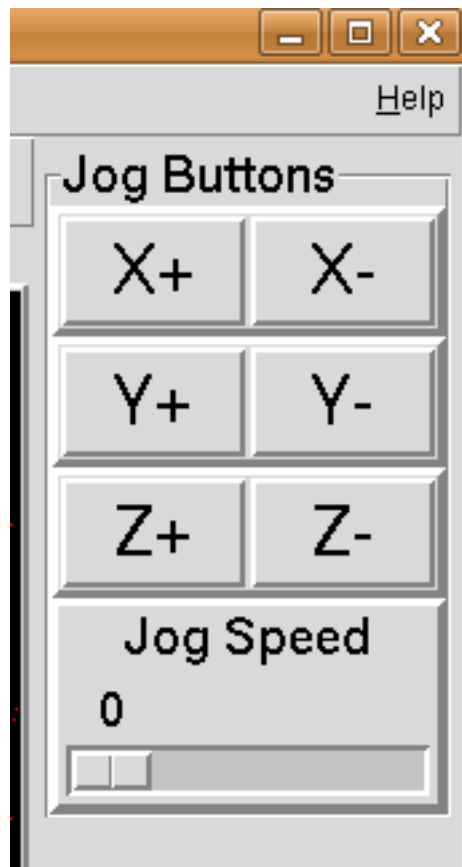 Help
Jog Buttons
X+ X-
Y+ Y-
Z+ Z-
Jog Speed
0